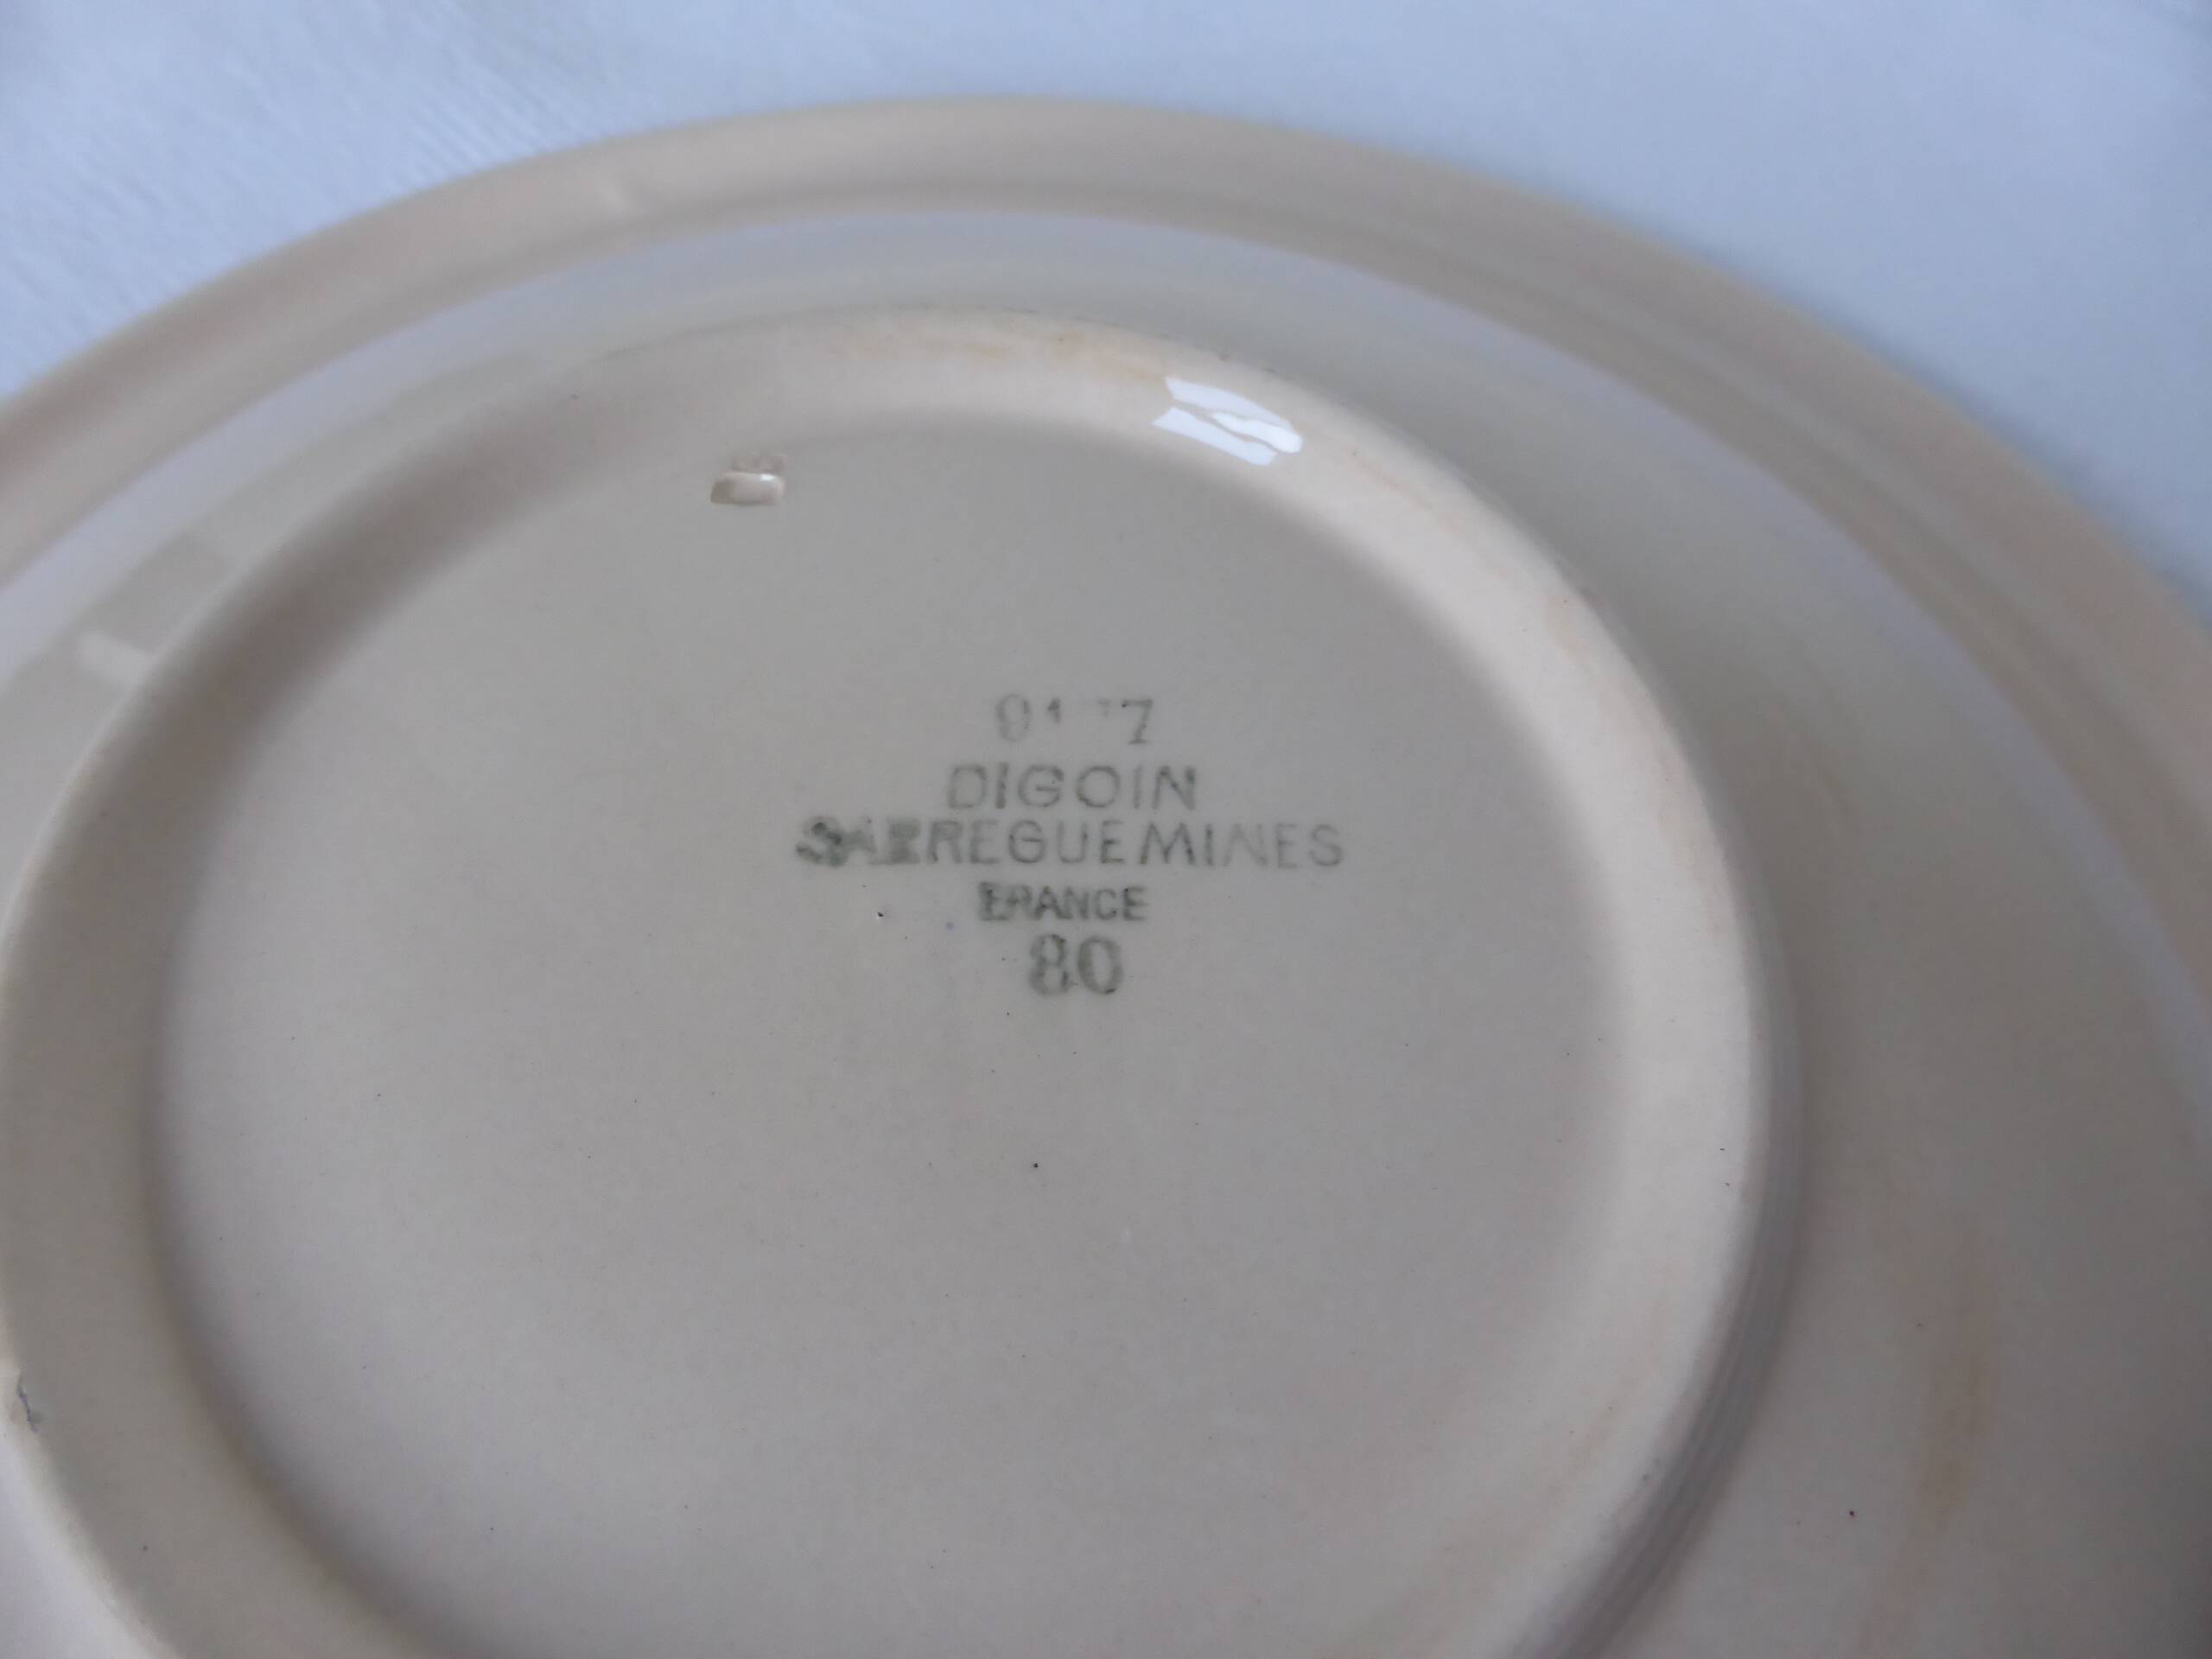 DIGOIN
SARREGUEMINES
FRANCE
80